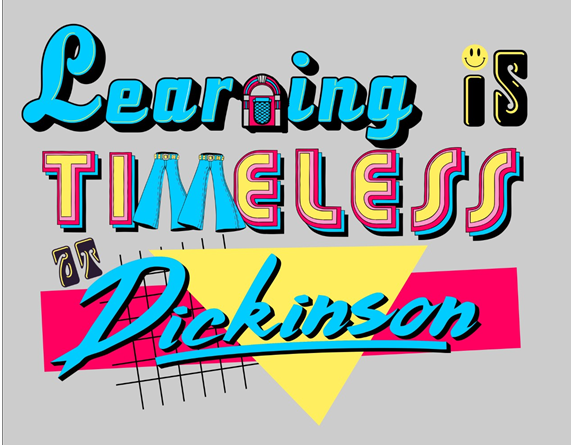 Learning is
TIMELESS
at
Dickinson